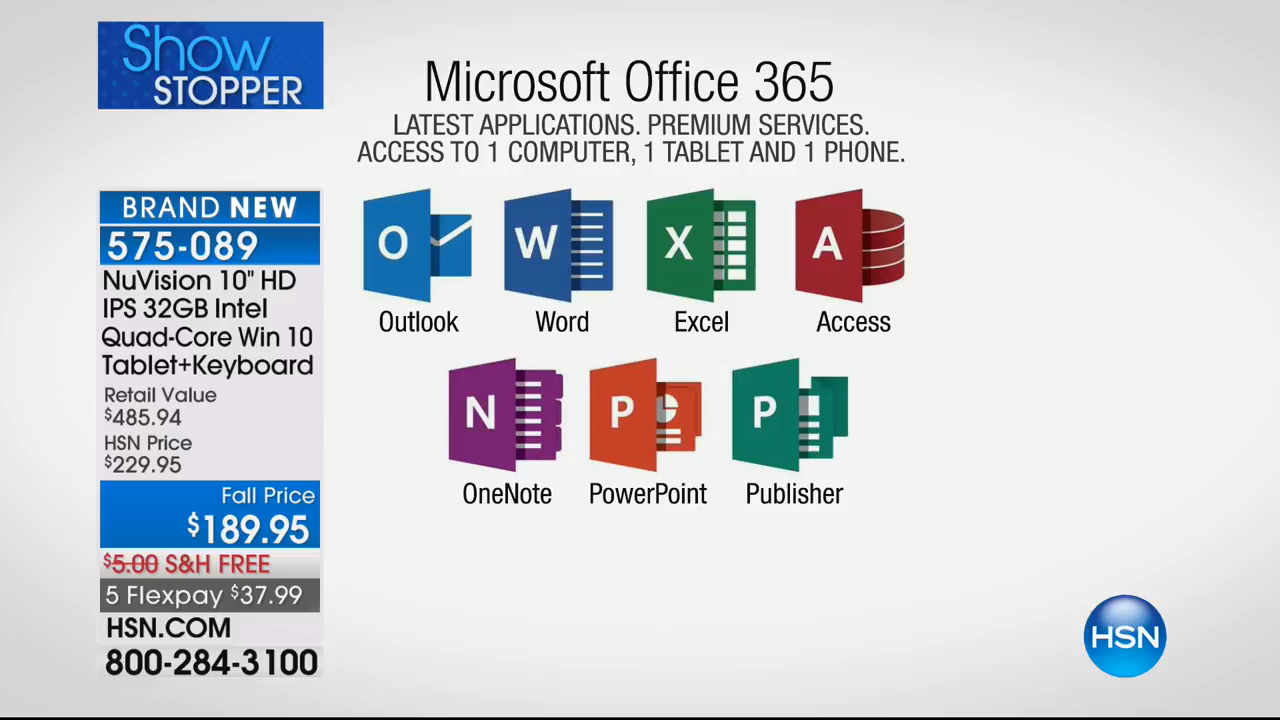 Show
STOPPER
Microsoft Office 365
LATEST APPLICATIONS. PREMIUM SERVICES.
ACCESS TO 1 COMPUTER, 1 TABLET AND 1 PHONE.
BRAND NEW
575-089
NuVision 10" HD
IPS 32GB Intel
Quad-Core Win 10
Tablet+Keyboard
Retail Value
$485.94
HSN Price
$229.95
Fall Price
$189.95
$5.00 S&H FREE
5 Flexpay $37.99
HSN.COM
800-284-3100
O
W
X
A
Outlook
Word
Excel
Access
N
P
P
OneNote
PowerPoint
Publisher
HSN